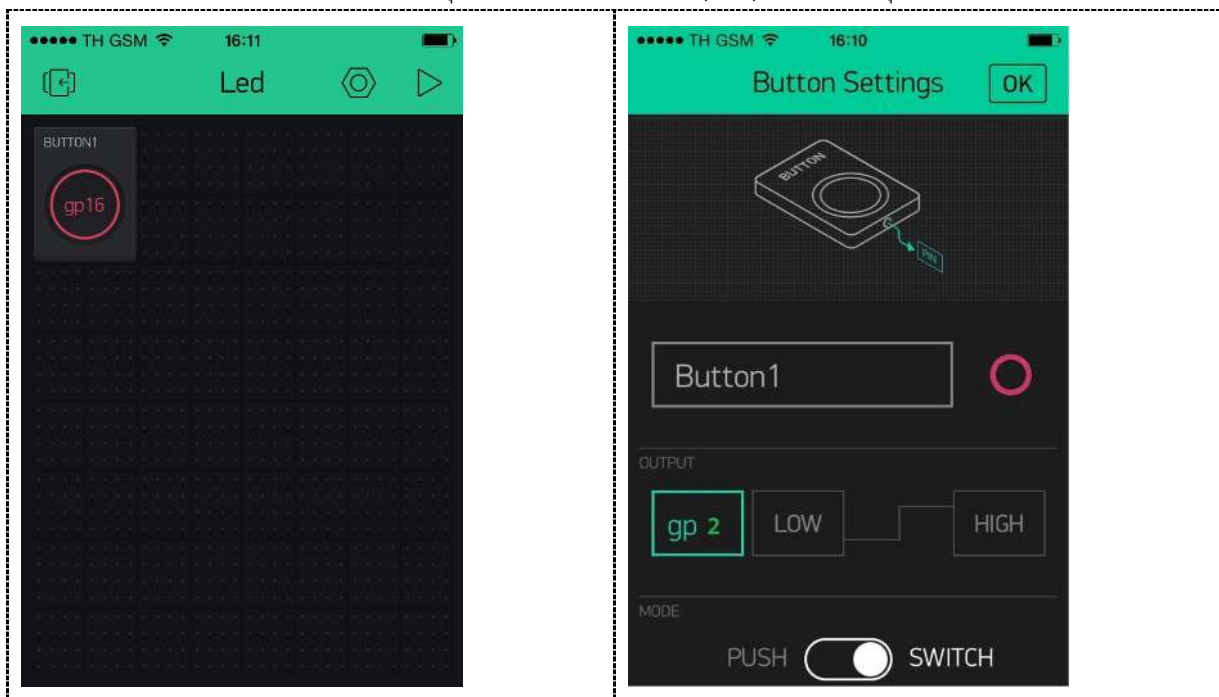 TH GSM 16:11
Led
BUTTON1
gp16
TH GSM 16:10
Button Settings OK
BUTTON
PIN
Button1
OUTPUT
gp 2 LOW HIGH
MODE
PUSH SWITCH